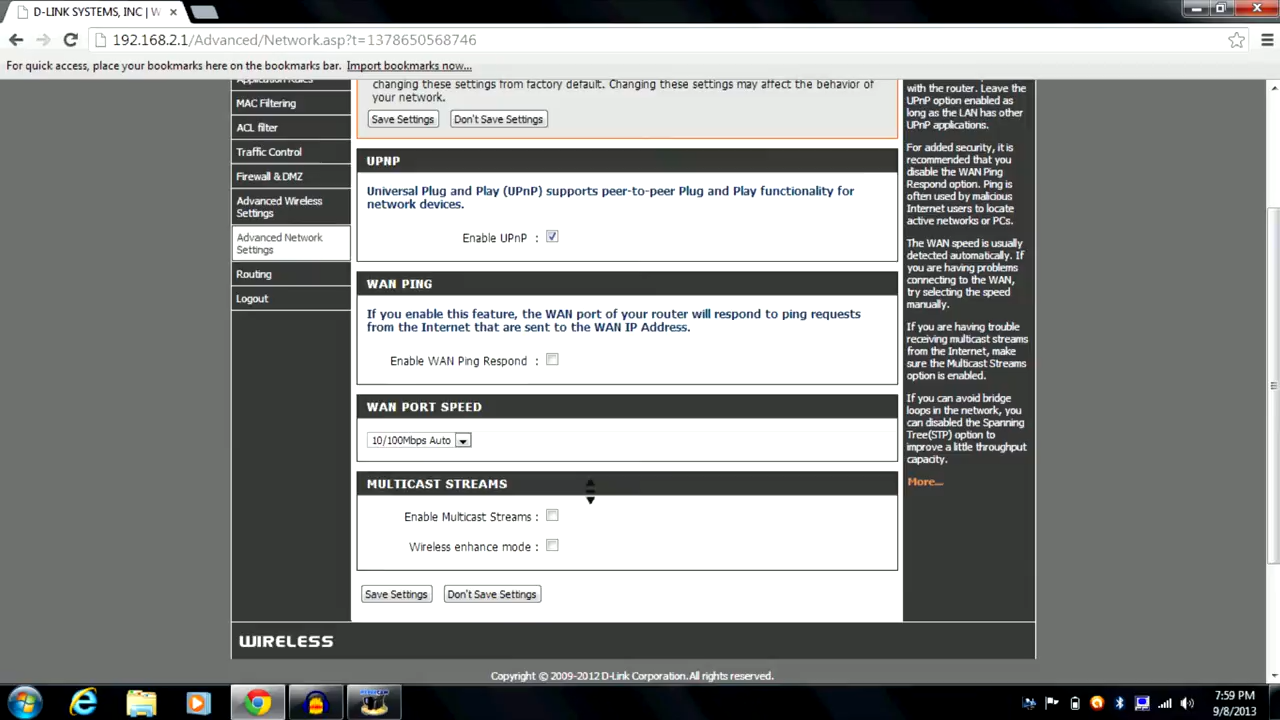 D-LINK SYSTEMS, INC | W
192.168.2.1/Advanced/Network.asp?t=1378650568746
For quick access, place your bookmarks here on the bookmarks bar. Import bookmarks now...
Application Rules
MAC Filtering
ACL filter
Traffic Control
Firewall & DMZ
Advanced Wireless
Settings
Advanced Network
Settings
Routing
Logout
changing these settings from factory default. Changing these settings may affect the behavior of
your network.
Save Settings Don't Save Settings
UPNP
Universal Plug and Play (UPnP) supports peer-to-peer Plug and Play functionality for
network devices.
Enable UPnP :
WAN PING
If you enable this feature, the WAN port of your router will respond to ping requests
from the Internet that are sent to the WAN IP Address.
Enable WAN Ping Respond :
WAN PORT SPEED
10/100Mbps Auto
MULTICAST STREAMS
Enable Multicast Streams :
Wireless enhance mode :
Save Settings Don't Save Settings
with the router. Leave the
UPnP option enabled as
long as the LAN has other
UPnP applications.
For added security, it is
recommended that you
disable the WAN Ping
Respond option. Ping is
often used by malicious
Internet users to locate
active networks or PCs.
The WAN speed is usually
detected automatically. If
you are having problems
connecting to the WAN,
try selecting the speed
manually.
If you are having trouble
receiving multicast streams
from the Internet, make
sure the Multicast Streams
option is enabled.
If you can avoid bridge
loops in the network, you
can disabled the Spanning
Tree(STP) option to
improve a little throughput
capacity.
More...
WIRELESS
Copyright © 2009-2012 D-Link Corporation. All rights reserved.
7:59 PM
9/8/2013